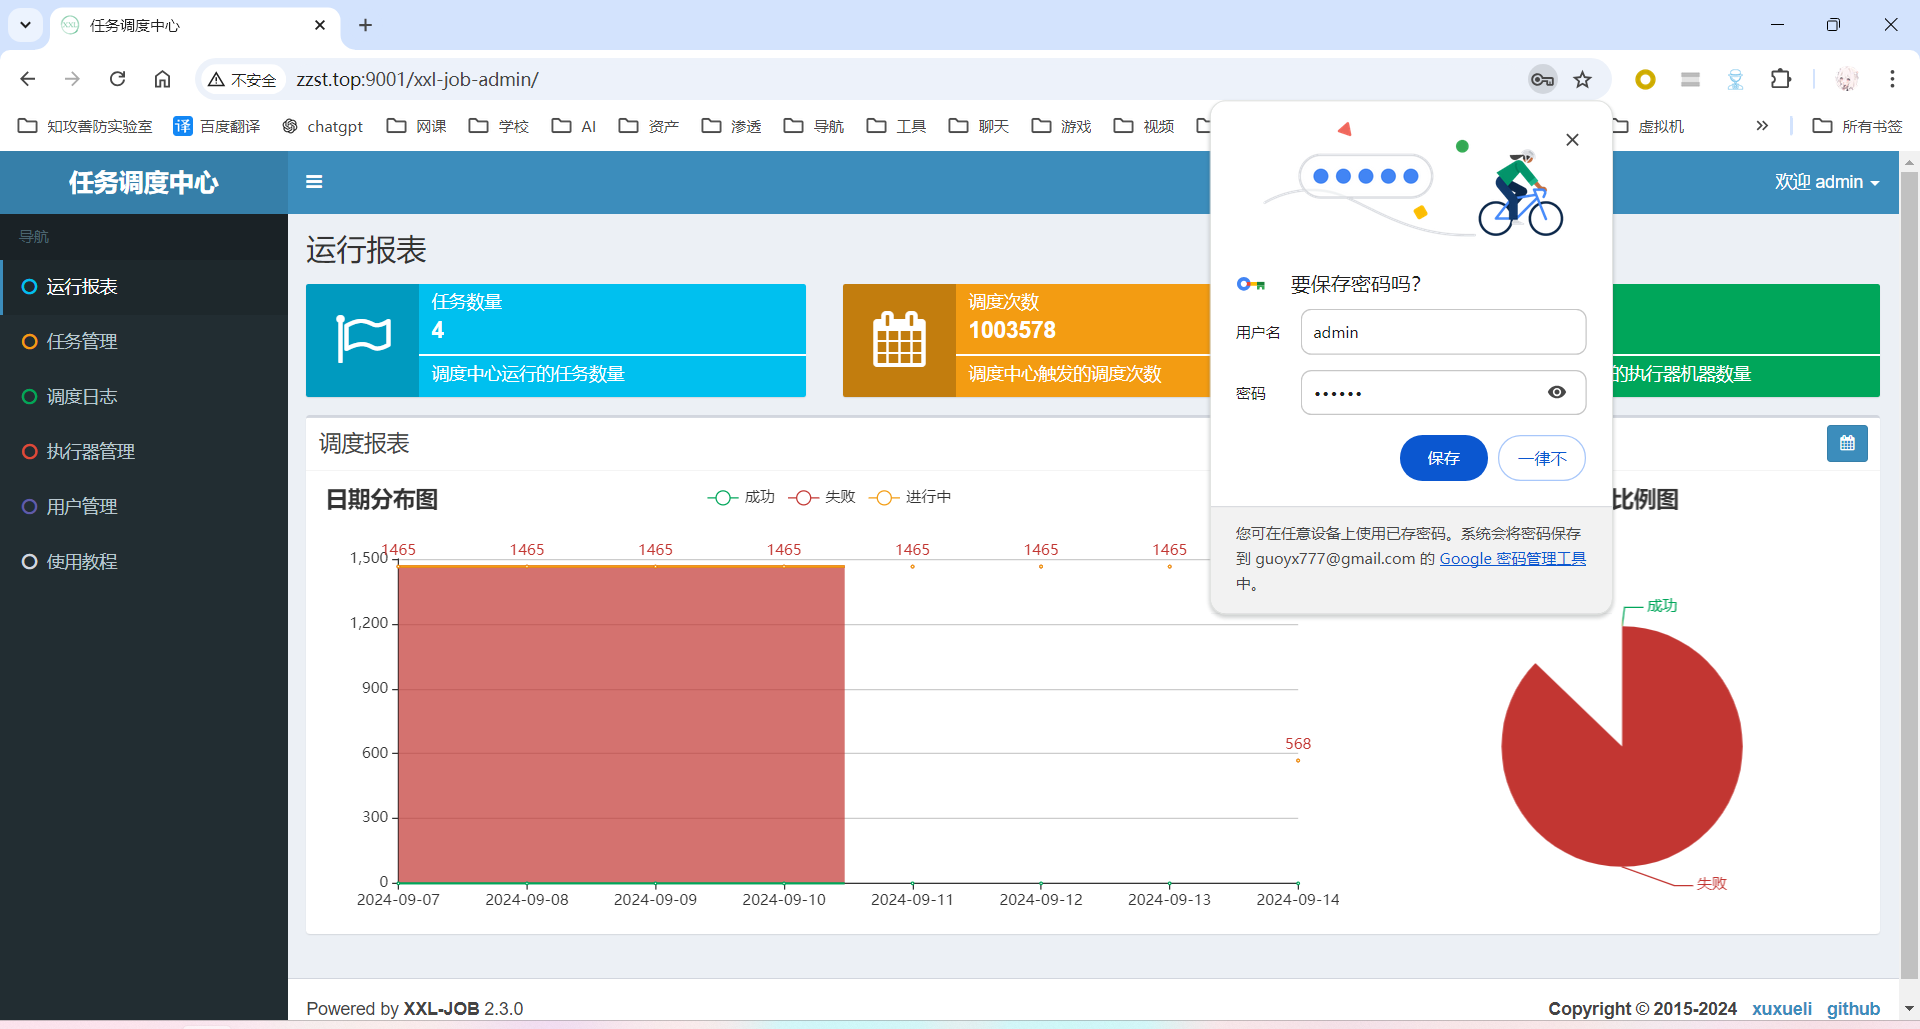 任务调度中心
不安全
zzst.top:9001/xxl-job-admin/
知攻善防实验室 百度翻译 chatgpt 网课 学校 AI 资产 渗透 导航 工具 聊天 游戏 视频 虚拟机 所有书签
任务调度中心
欢迎 admin
导航
运行报表
任务管理
调度日志
执行器管理
用户管理
使用教程
运行报表
任务数量
4
调度中心运行的任务数量
调度次数
1003578
调度中心触发的调度次数
的执行器机器数量
要保存密码吗?
用户名 admin
密码 ••••••
保存 一律不
您可在任意设备上使用已存密码。系统会将密码保存
到 guoyx777@gmail.com 的 Google 密码管理工具
中。
调度报表
日期分布图
成功 失败 进行中
1465 1465 1465 1465 1465 1465 1465
568
1,500
1,200
900
600
300
0
2024-09-07 2024-09-08 2024-09-09 2024-09-10 2024-09-11 2024-09-12 2024-09-13 2024-09-14
比例图
成功
失败
Powered by XXL-JOB 2.3.0
Copyright © 2015-2024 xuxueli github